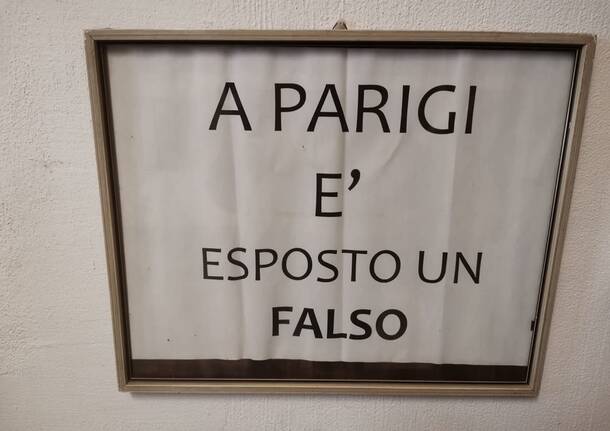 A PARIGI
E’
ESPOSTO UN
FALSO